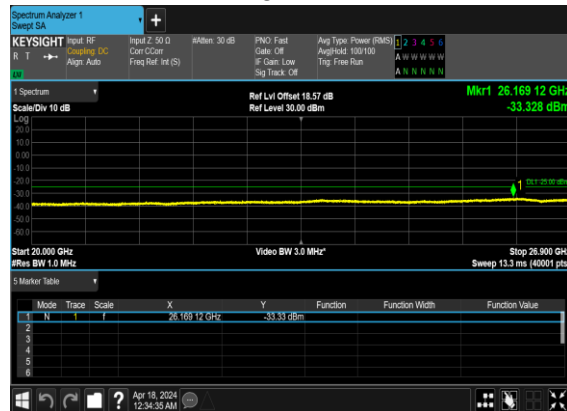 Spectrum Analyzer 1
Swept SA
KEYSIGHT Input: RF Input Z: 50 Ω #Atten: 30 dB PNO: Fast Avg Type: Power (RMS) 1 2 3 4 5 6
R T Coupling: DC Corr CCorr Gate: Off Avg|Hold: 100/100 A W W W W W
Align: Auto Freq Ref: Int (S) IF Gain: Low Trig: Free Run
LW Sig Track: Off A N N N N N
1 Spectrum Ref Lvl Offset 18.57 dB Mkr1 26.169 12 GHz
Scale/Div 10 dB Ref Level 30.00 dBm -33.328 dBm
Log
20.0
10.0
0.00
-10.0
-20.0
1 DL1 -25.00 dBm
-30.0
-40.0
-50.0
-60.0
Start 20.000 GHz Video BW 3.0 MHz* Stop 26.900 GHz
#Res BW 1.0 MHz Sweep 13.3 ms (40001 pts)
5 Marker Table
Mode Trace Scale X Y Function Function Width Function Value
1 N 1 f 26.169 12 GHz -33.33 dBm
2
3
4
5
6
? Apr 18, 2024
12:34:35 AM